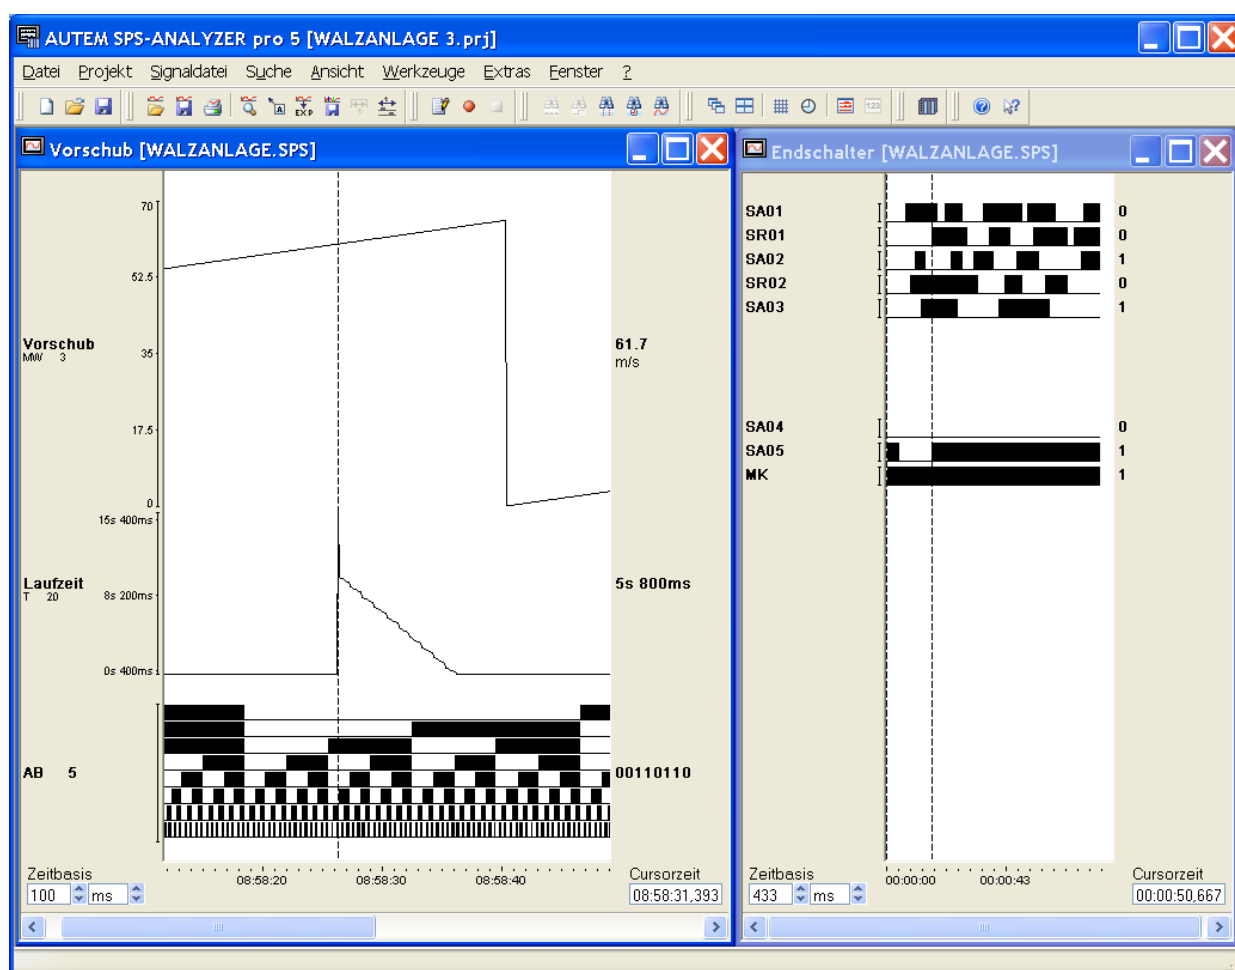 AUTEM SPS-ANALYZER pro 5 [WALZANLAGE 3.prj]
Datei Projekt Signaldatei Suche Ansicht Werkzeuge Extras Fenster ?
A
EXP
123
Vorschub [WALZANLAGE.SPS]
70
52.5
Vorschub
MW 3
35
61.7
m/s
17.5
0
15s 400ms
Laufzeit
T 20
8s 200ms
5s 800ms
0s 400ms
AB 5
00110110
Zeitbasis
100 ms
08:58:20 08:58:30 08:58:40
Cursorzeit
08:58:31,393
Endschalter [WALZANLAGE.SPS]
SA01 0
SR01 0
SA02 1
SR02 0
SA03 1
SA04 0
SA05 1
MK 1
Zeitbasis
433 ms
00:00:00 00:00:43
Cursorzeit
00:00:50,667